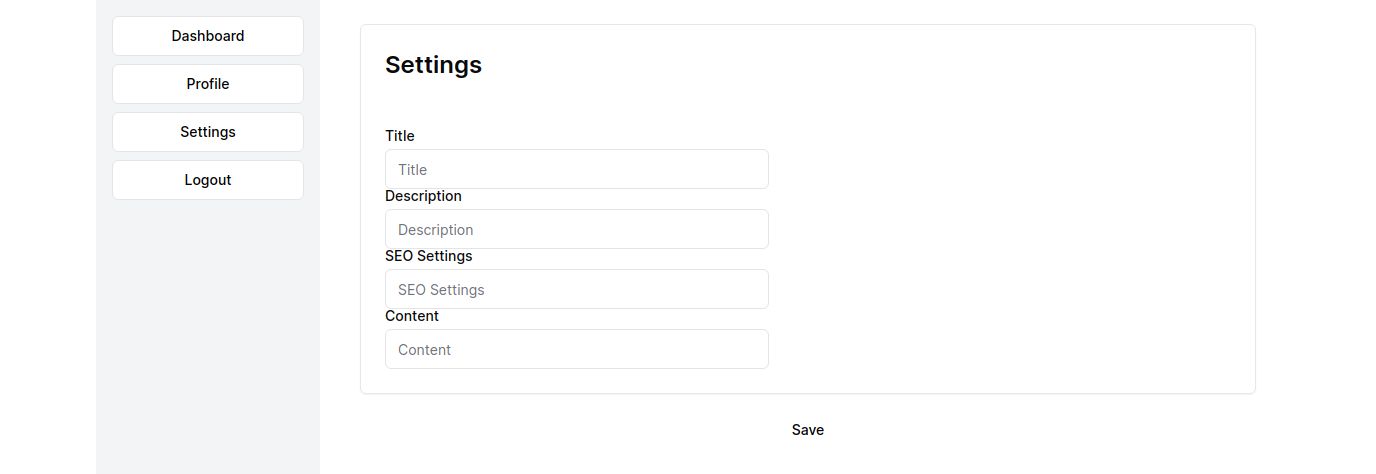 Dashboard
Profile
Settings
Logout
Settings
Title
Title
Description
Description
SEO Settings
SEO Settings
Content
Content
Save